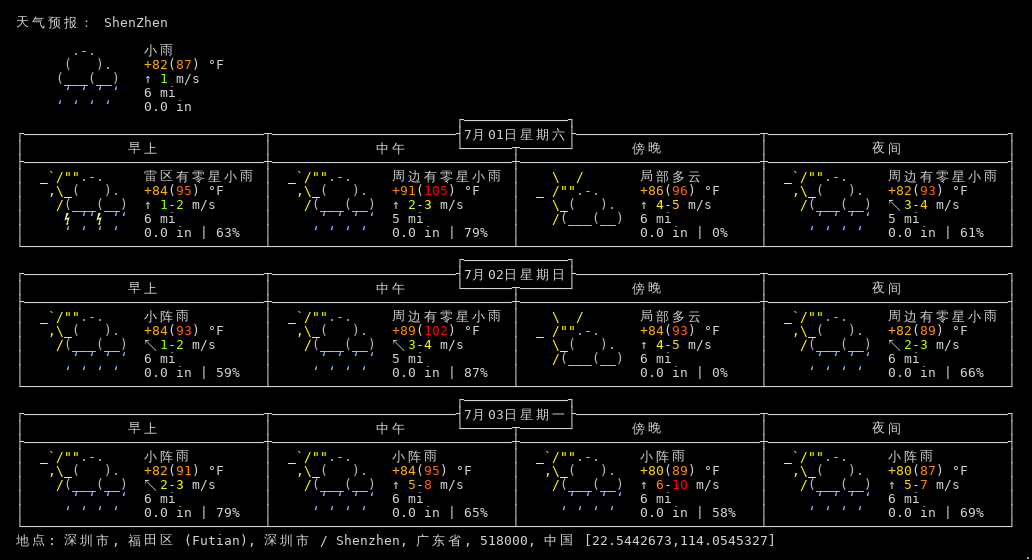 天气预报： ShenZhen
小雨
+82(87) °F
↑ 1 m/s
6 mi
0.0 in
7月01日星期六
早上 中午 傍晚 夜间
雷区有零星小雨 周边有零星小雨 局部多云 周边有零星小雨
+84(95) °F +91(105) °F +86(96) °F +82(93) °F
↑ 1-2 m/s ↑ 2-3 m/s ↑ 4-5 m/s ↖ 3-4 m/s
6 mi 5 mi 6 mi 5 mi
0.0 in | 63% 0.0 in | 79% 0.0 in | 0% 0.0 in | 61%
7月02日星期日
早上 中午 傍晚 夜间
小阵雨 周边有零星小雨 局部多云 周边有零星小雨
+84(93) °F +89(102) °F +84(93) °F +82(89) °F
↖ 1-2 m/s ↖ 3-4 m/s ↑ 4-5 m/s ↖ 2-3 m/s
6 mi 5 mi 6 mi 6 mi
0.0 in | 59% 0.0 in | 87% 0.0 in | 0% 0.0 in | 66%
7月03日星期一
早上 中午 傍晚 夜间
小阵雨 小阵雨 小阵雨 小阵雨
+82(91) °F +84(95) °F +80(89) °F +80(87) °F
↖ 2-3 m/s ↑ 5-8 m/s ↑ 6-10 m/s ↑ 5-7 m/s
6 mi 6 mi 6 mi 6 mi
0.0 in | 79% 0.0 in | 65% 0.0 in | 58% 0.0 in | 69%
地点: 深圳市, 福田区 (Futian), 深圳市 / Shenzhen, 广东省, 518000, 中国 [22.5442673,114.0545327]